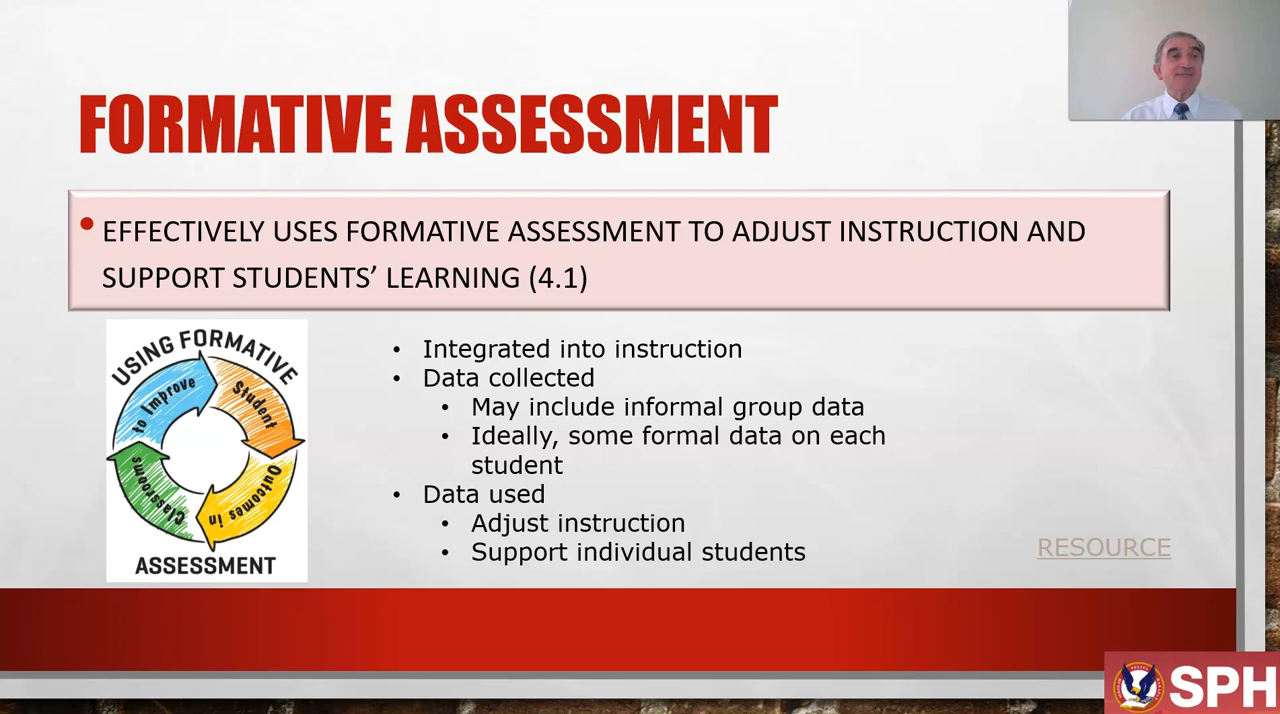 FORMATIVE ASSESSMENT
• EFFECTIVELY USES FORMATIVE ASSESSMENT TO ADJUST INSTRUCTION AND
SUPPORT STUDENTS’ LEARNING (4.1)
USING FORMATIVE
to Improve
Student
Outcomes in
Classrooms
ASSESSMENT
• Integrated into instruction
• Data collected
• May include informal group data
• Ideally, some formal data on each
student
• Data used
• Adjust instruction
• Support individual students
RESOURCE
SPH